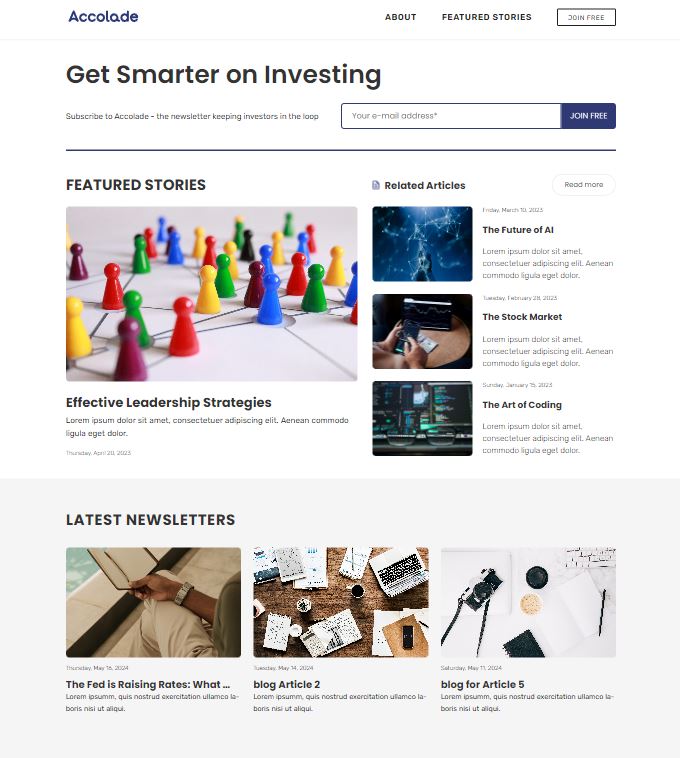 Accolade
ABOUT
FEATURED STORIES
JOIN FREE
Get Smarter on Investing
Subscribe to Accolade - the newsletter keeping investors in the loop
Your e-mail address*
JOIN FREE
FEATURED STORIES
Effective Leadership Strategies
Lorem ipsum dolor sit amet, consectetuer adipiscing elit. Aenean commodo
ligula eget dolor.
Thursday, April 20, 2023
Related Articles
Read more
Friday, March 10, 2023
The Future of AI
Lorem ipsum dolor sit amet,
consectetuer adipiscing elit. Aenean
commodo ligula eget dolor.
Tuesday, February 28, 2023
The Stock Market
Lorem ipsum dolor sit amet,
consectetuer adipiscing elit. Aenean
commodo ligula eget dolor.
Sunday, January 15, 2023
The Art of Coding
Lorem ipsum dolor sit amet,
consectetuer adipiscing elit. Aenean
commodo ligula eget dolor.
LATEST NEWSLETTERS
Thursday, May 16, 2024
The Fed is Raising Rates: What ...
Lorem ipsumm, quis nostrud exercitation ullamco la-
boris nisi ut aliqui.
Tuesday, May 14, 2024
blog Article 2
Lorem ipsumm, quis nostrud exercitation ullamco la-
boris nisi ut aliqui.
Saturday, May 11, 2024
blog for Article 5
Lorem ipsumm, quis nostrud exercitation ullamco la-
boris nisi ut aliqui.